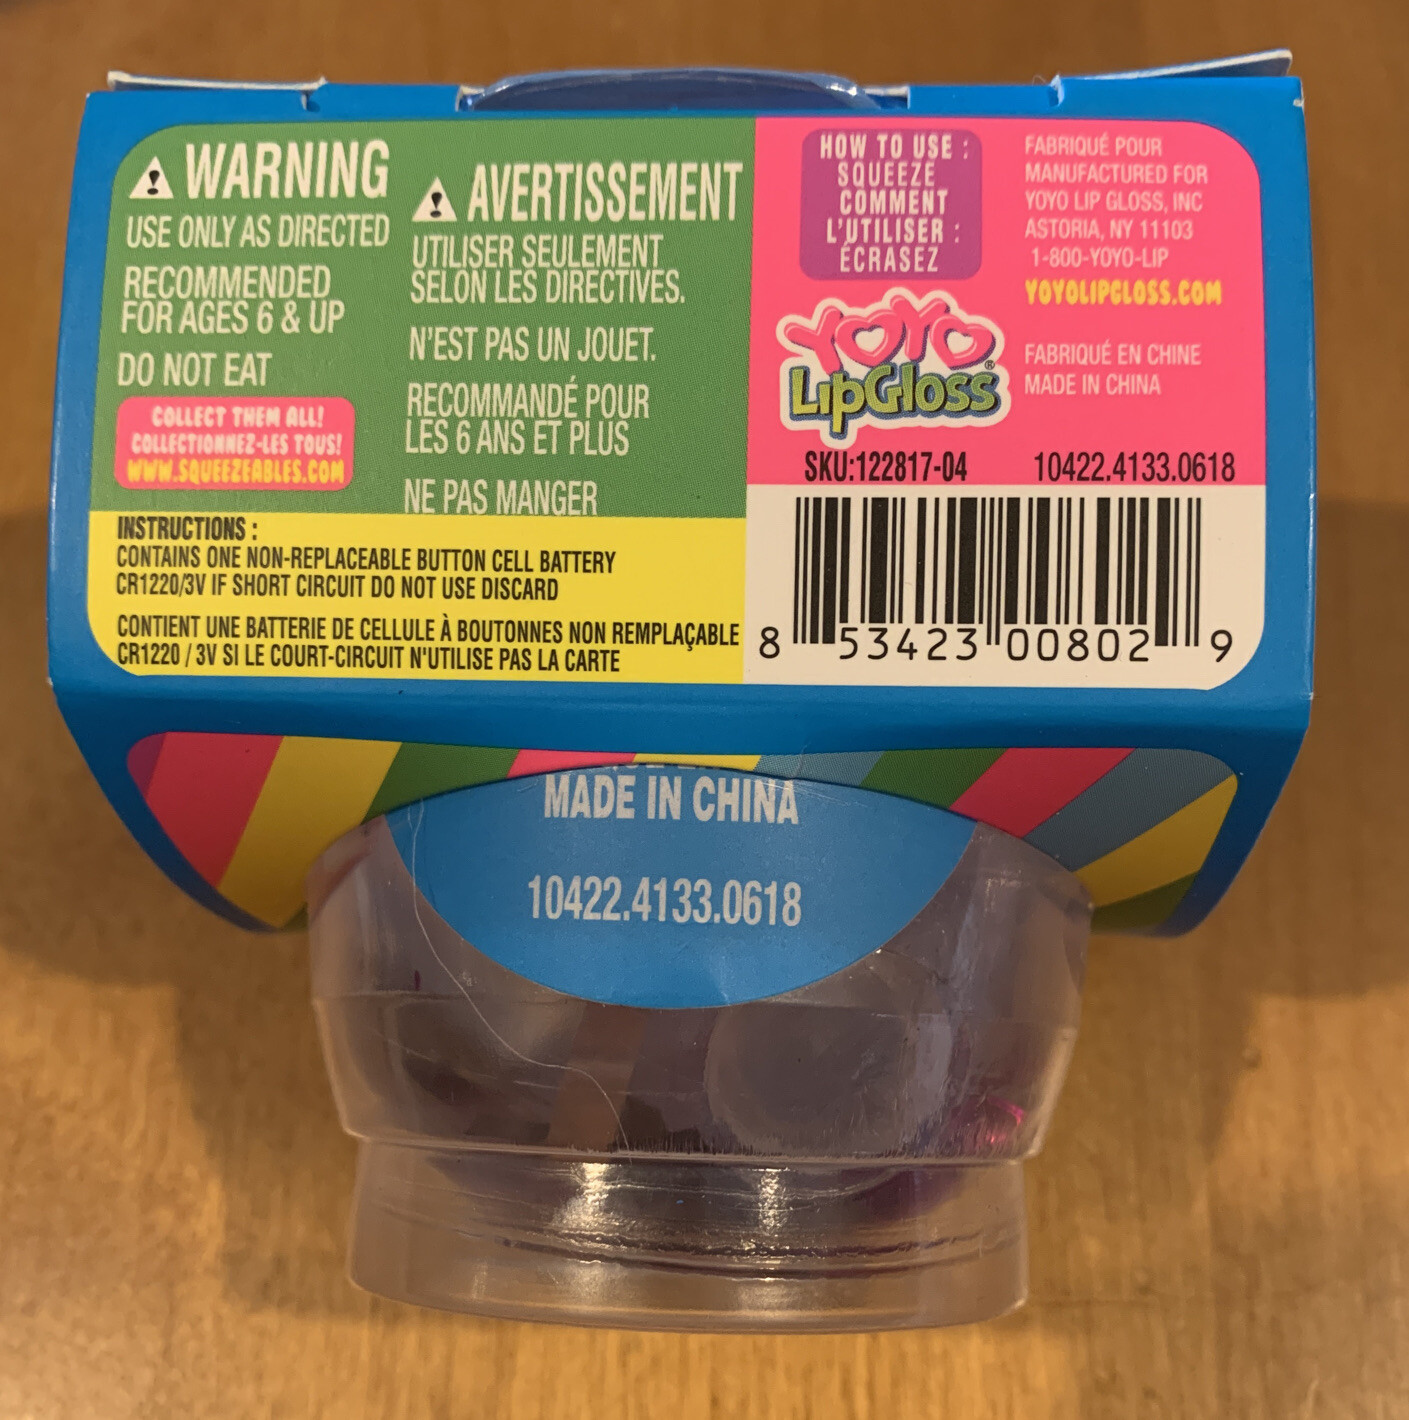 WARNING
USE ONLY AS DIRECTED
RECOMMENDED
FOR AGES 6 & UP
DO NOT EAT
COLLECT THEM ALL!
COLLECTIONNEZ-LES TOUS!
WWW.SQUEEZEABLES.COM
AVERTISSEMENT
UTILISER SEULEMENT
SELON LES DIRECTIVES.
N'EST PAS UN JOUET.
RECOMMANDÉ POUR
LES 6 ANS ET PLUS
NE PAS MANGER
INSTRUCTIONS :
CONTAINS ONE NON-REPLACEABLE BUTTON CELL BATTERY
CR1220/3V IF SHORT CIRCUIT DO NOT USE DISCARD
CONTIENT UNE BATTERIE DE CELLULE À BOUTONNES NON REMPLAÇABLE
CR1220 / 3V SI LE COURT-CIRCUIT N'UTILISE PAS LA CARTE
HOW TO USE :
SQUEEZE
COMMENT
L'UTILISER :
ÉCRASEZ
YOYO
LipGloss®
FABRIQUÉ POUR
MANUFACTURED FOR
YOYO LIP GLOSS, INC
ASTORIA, NY 11103
1-800-YOYO-LIP
YOYOLIPGLOSS.COM
FABRIQUÉ EN CHINE
MADE IN CHINA
SKU:122817-04
10422.4133.0618
8 53423 00802 9
MADE IN CHINA
10422.4133.0618